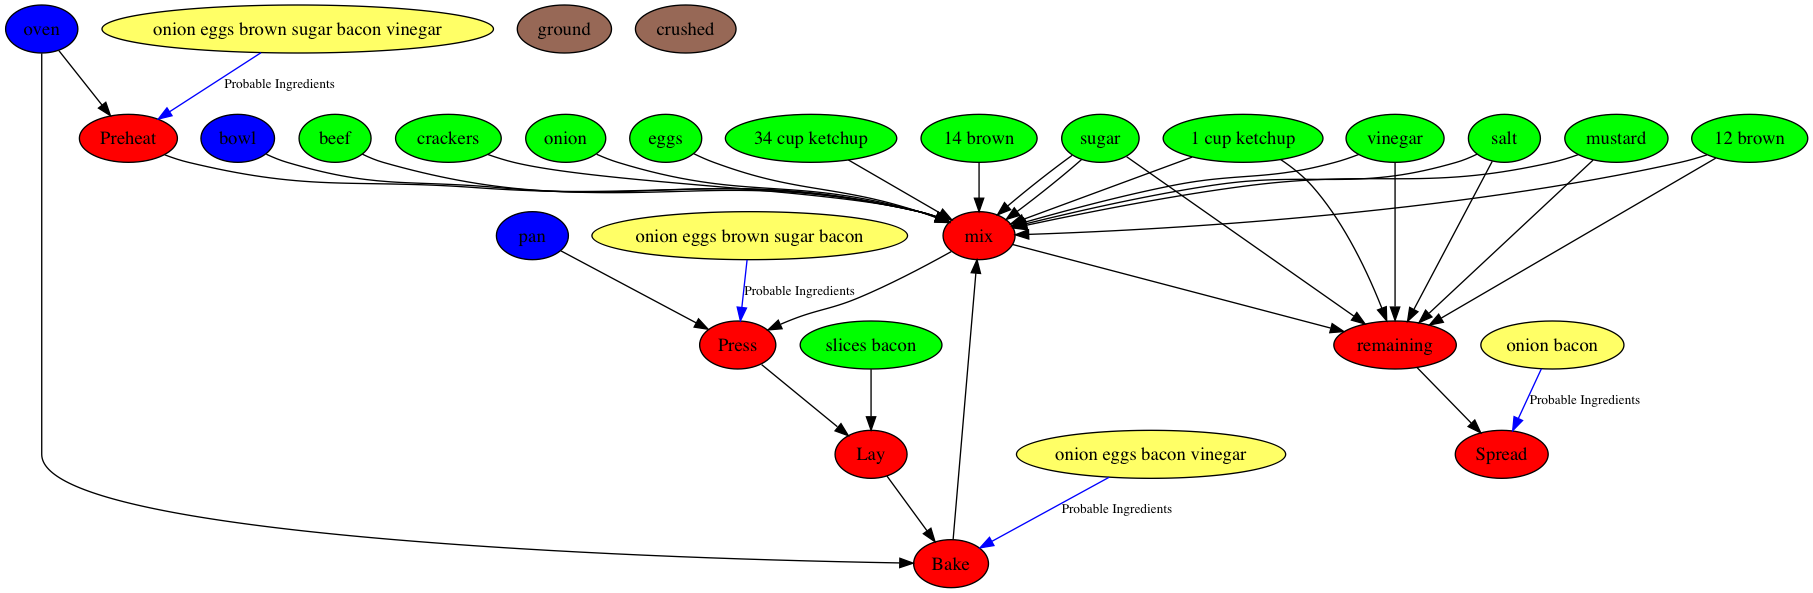 oven
onion eggs brown sugar bacon vinegar
ground
crushed
Probable Ingredients
Preheat
bowl
beef
crackers
onion
eggs
34 cup ketchup
14 brown
sugar
1 cup ketchup
vinegar
salt
mustard
12 brown
pan
onion eggs brown sugar bacon
mix
Probable Ingredients
Press
slices bacon
remaining
onion bacon
Probable Ingredients
Lay
onion eggs bacon vinegar
Spread
Probable Ingredients
Bake